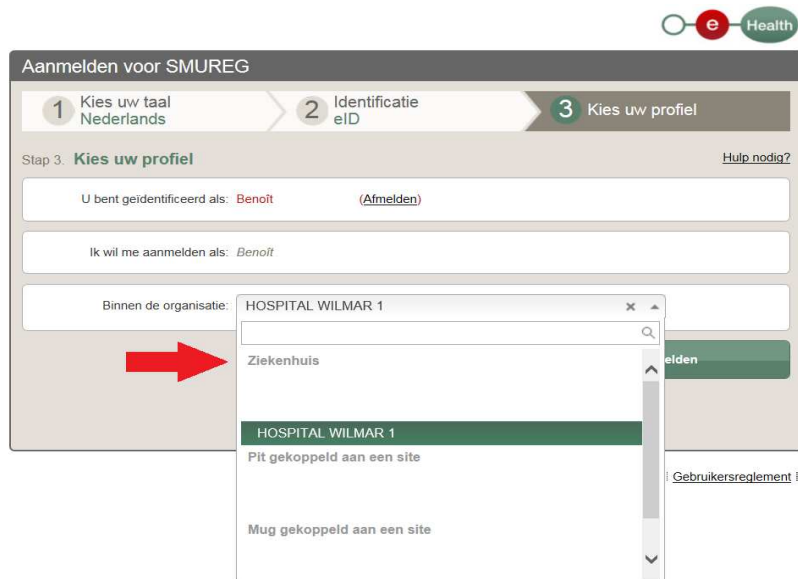 e Health
Aanmelden voor SMUREG
1 Kies uw taal
Nederlands
2 Identificatie
eID
3 Kies uw profiel
Stap 3. Kies uw profiel
Hulp nodig?
U bent geïdentificeerd als: Benoît (Afmelden)
Ik wil me aanmelden als: Benoît
Binnen de organisatie: HOSPITAL WILMAR 1
Ziekenhuis
elden
HOSPITAL WILMAR 1
Pit gekoppeld aan een site
Gebruikersreglement
Mug gekoppeld aan een site